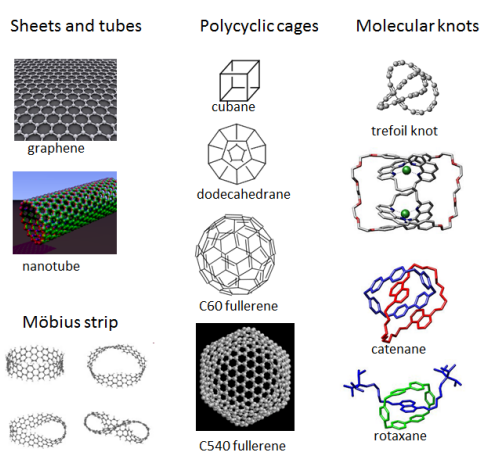 Sheets and tubes
graphene
nanotube
Möbius strip
Polycyclic cages
cubane
dodecahedrane
C60 fullerene
C540 fullerene
Molecular knots
trefoil knot
catenane
rotaxane